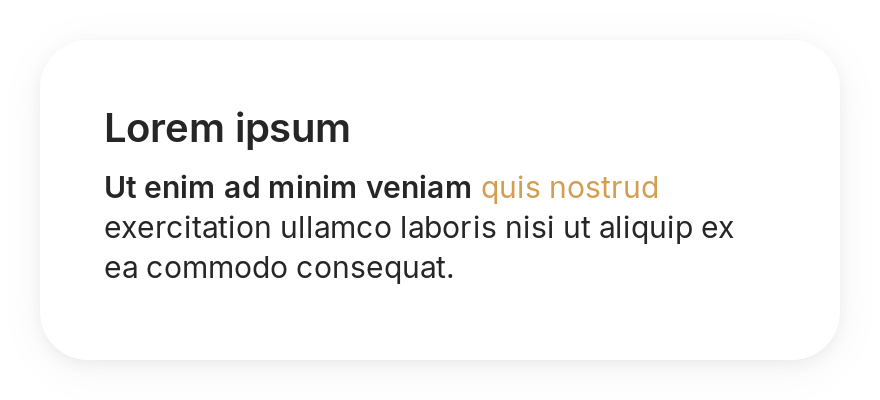 Lorem ipsum
Ut enim ad minim veniam quis nostrud
exercitation ullamco laboris nisi ut aliquip ex
ea commodo consequat.